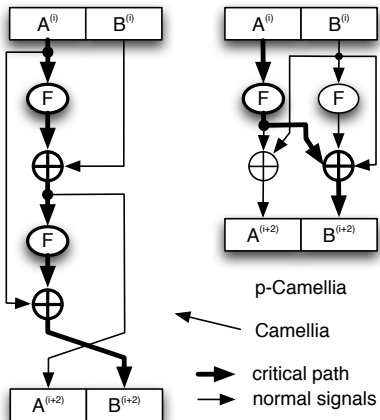 A(i) B(i)
F
F
A(i+2) B(i+2)
A(i) B(i)
F F
A(i+2) B(i+2)
p-Camellia
Camellia
critical path
normal signals